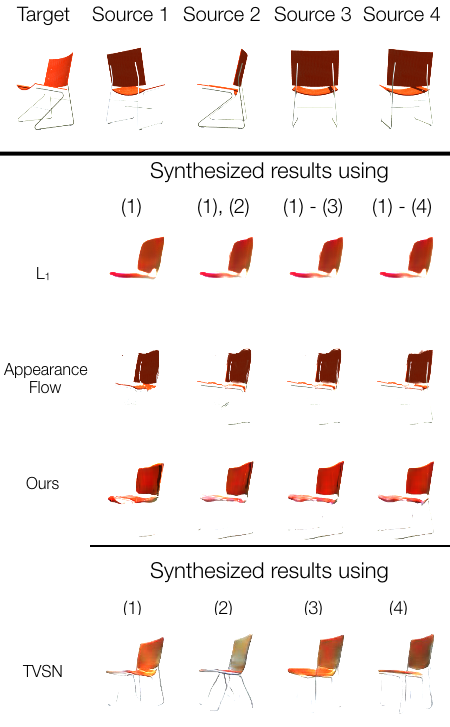 Target Source 1 Source 2 Source 3 Source 4
Synthesized results using
(1) (1), (2) (1) - (3) (1) - (4)
L₁
Appearance
Flow
Ours
Synthesized results using
(1) (2) (3) (4)
TVSN